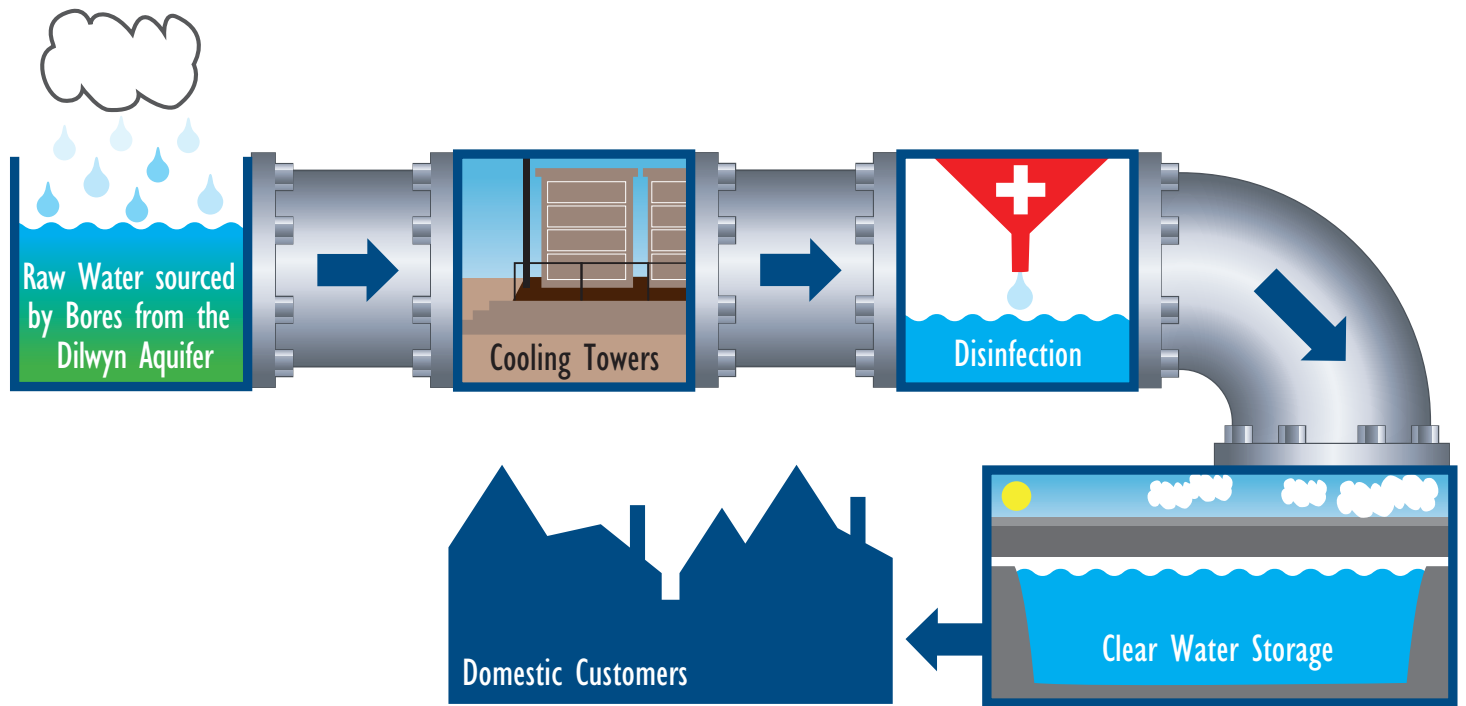 Raw Water sourced
by Bores from the
Dilwyn Aquifer
Cooling Towers
Disinfection
Clear Water Storage
Domestic Customers